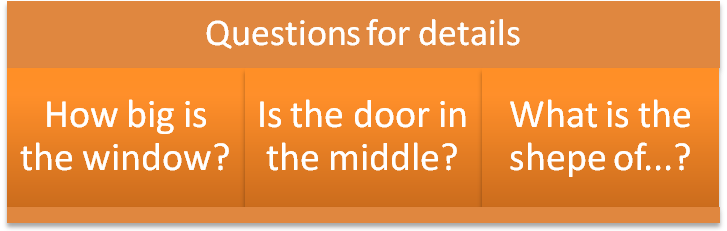 Questions for details
How big is
the window?
Is the door in
the middle?
What is the
shepe of...?